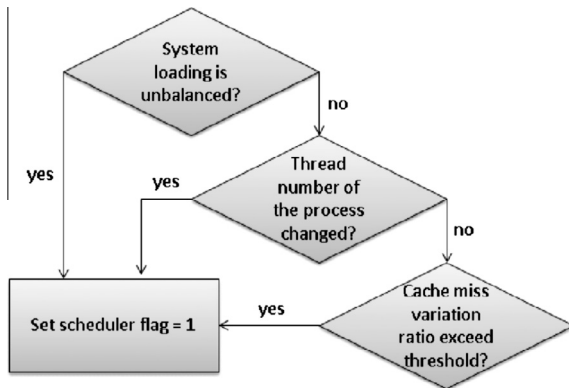 System
loading is
unbalanced?
no
yes
yes
Thread
number of
the process
changed?
no
Set scheduler flag = 1
yes
Cache miss
variation
ratio exceed
threshold?